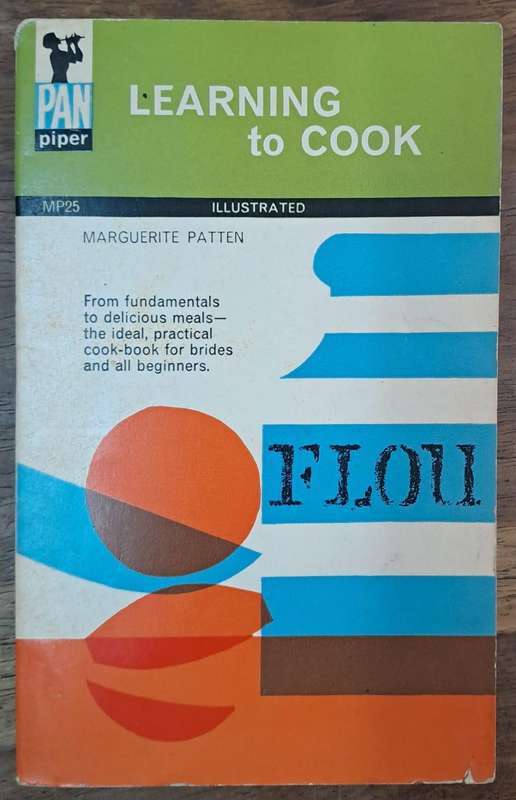 PAN
piper
LEARNING
to COOK
MP25
ILLUSTRATED
MARGUERITE PATTEN
From fundamentals
to delicious meals—
the ideal, practical
cook-book for brides
and all beginners.
FLOU